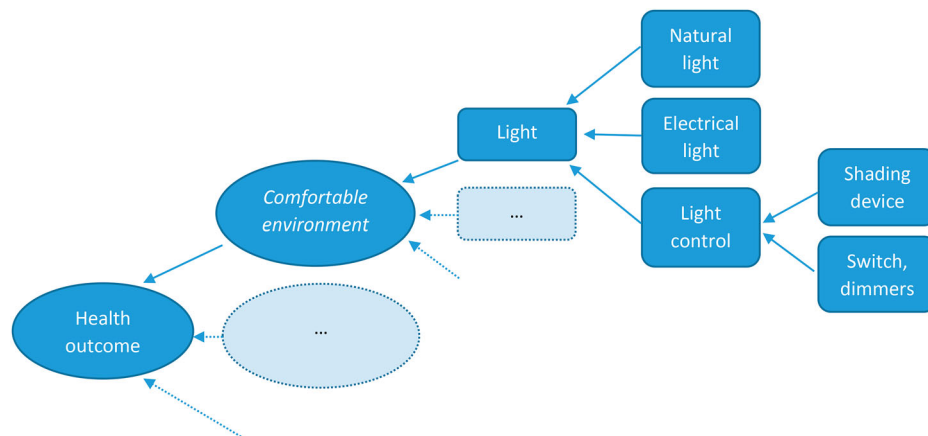 Natural
light
Electrical
light
Light
Shading
device
Comfortable
environment
...
Light
control
Switch,
dimmers
Health
outcome
...